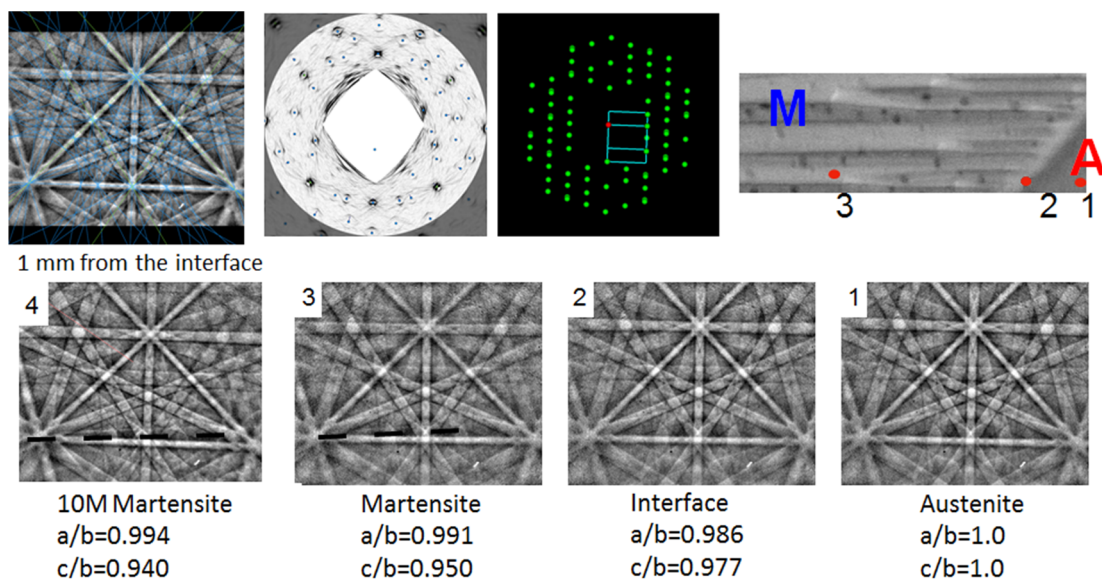 M
A
3
2
1
1 mm from the interface
4
3
2
1
10M Martensite
Martensite
Interface
Austenite
a/b=0.994
a/b=0.991
a/b=0.986
a/b=1.0
c/b=0.940
c/b=0.950
c/b=0.977
c/b=1.0